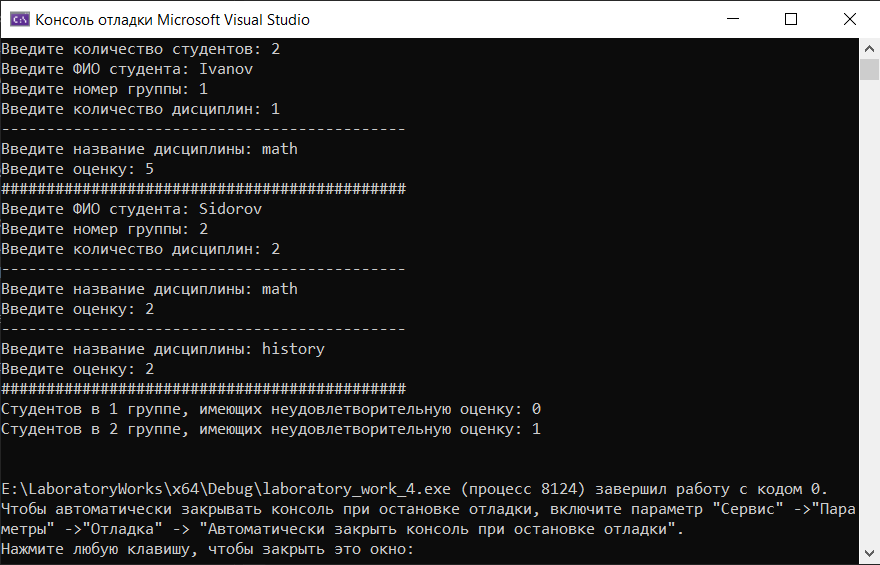 Консоль отладки Microsoft Visual Studio
Введите количество студентов: 2
Введите ФИО студента: Ivanov
Введите номер группы: 1
Введите количество дисциплин: 1
---------------------------------------------
Введите название дисциплины: math
Введите оценку: 5
#############################################
Введите ФИО студента: Sidorov
Введите номер группы: 2
Введите количество дисциплин: 2
---------------------------------------------
Введите название дисциплины: math
Введите оценку: 2
---------------------------------------------
Введите название дисциплины: history
Введите оценку: 2
#############################################
Студентов в 1 группе, имеющих неудовлетворительную оценку: 0
Студентов в 2 группе, имеющих неудовлетворительную оценку: 1
E:\LaboratoryWorks\x64\Debug\laboratory_work_4.exe (процесс 8124) завершил работу с кодом 0.
Чтобы автоматически закрывать консоль при остановке отладки, включите параметр "Сервис" ->"Пара
метры" ->"Отладка" -> "Автоматически закрыть консоль при остановке отладки".
Нажмите любую клавишу, чтобы закрыть это окно: